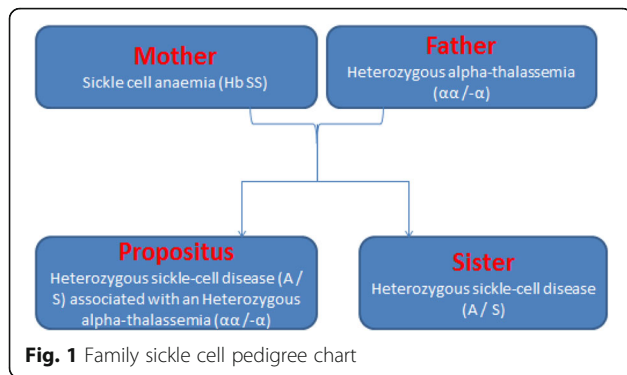 Mother
Sickle cell anaemia (Hb SS)
Father
Heterozygous alpha-thalassemia
(αα/-α)
Propositus
Heterozygous sickle-cell disease (A /
S) associated with an Heterozygous
alpha-thalassemia (αα/-α)
Sister
Heterozygous sickle-cell disease
(A / S)
Fig. 1 Family sickle cell pedigree chart